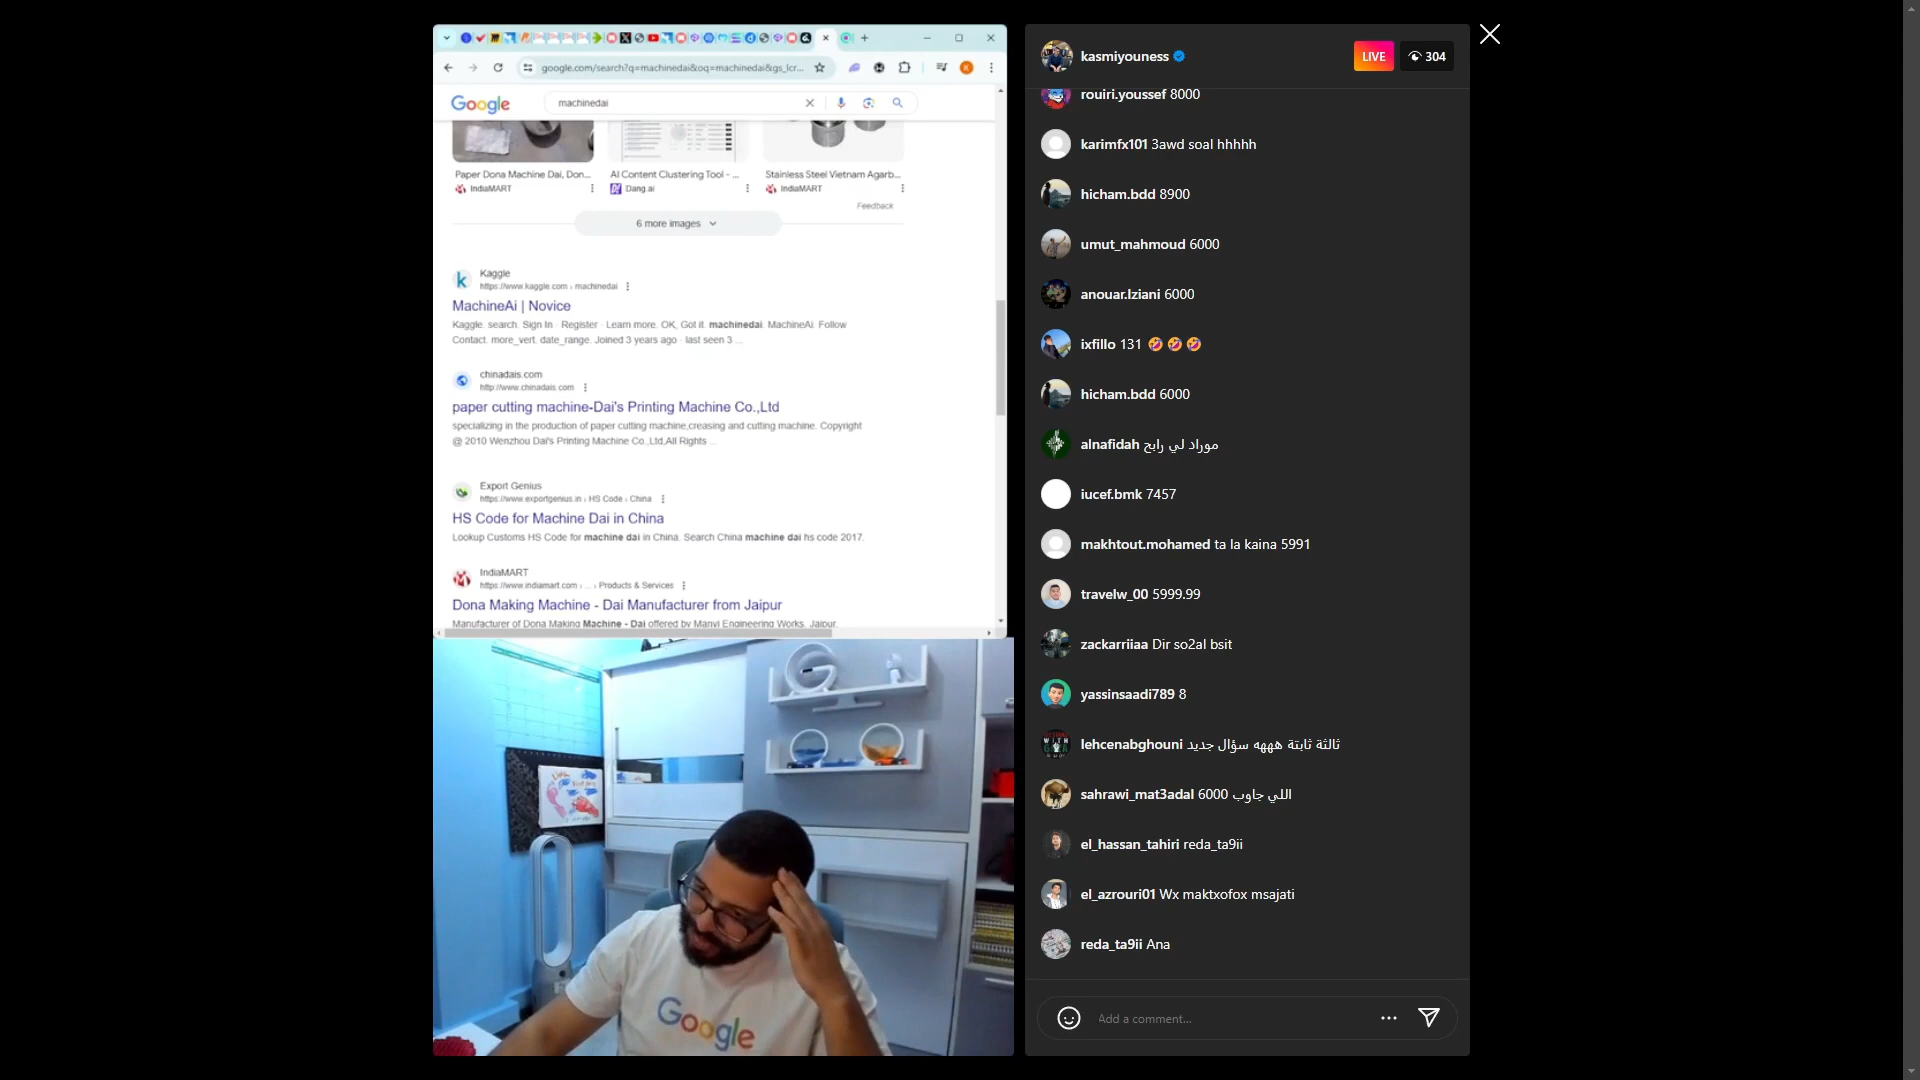 google.com/search?q=machinedai&oq=machinedai&gs_lcr...
Google
machinedai
Paper Dona Machine Dai, Don...
IndiaMART
AI Content Clustering Tool - ...
Dang.ai
Stainless Steel Vietnam Agarb...
IndiaMART
Feedback
6 more images
Kaggle
https://www.kaggle.com › machinedai
MachineAi | Novice
Kaggle. search. Sign In · Register · Learn more. OK, Got it. machinedai. MachineAi. Follow
Contact. more_vert. date_range. Joined 3 years ago · last seen 3 ...
chinadais.com
http://www.chinadais.com
paper cutting machine-Dai's Printing Machine Co.,Ltd
specializing in the production of paper cutting machine,creasing and cutting machine. Copyright
@ 2010 Wenzhou Dai's Printing Machine Co.,Ltd,All Rights ...
Export Genius
https://www.exportgenius.in › HS Code › China
HS Code for Machine Dai in China
Lookup Customs HS Code for machine dai in China. Search China machine dai hs code 2017.
IndiaMART
https://www.indiamart.com › ... › Products & Services
Dona Making Machine - Dai Manufacturer from Jaipur
Manufacturer of Dona Making Machine - Dai offered by Manvi Engineering Works, Jaipur.
Google
kasmiyouness
LIVE
304
rouiri.youssef 8000
karimfx101 3awd soal hhhhh
hicham.bdd 8900
umut_mahmoud 6000
anouar.lziani 6000
ixfillo 131 🤣🤣🤣
hicham.bdd 6000
alnafidah موراد لي رابح
iucef.bmk 7457
makhtout.mohamed ta la kaina 5991
travelw_00 5999.99
zackarriiaa Dir so2al bsit
yassinsaadi789 8
lehcenabghouni ثالثة ثابتة هههه سؤال جديد
sahrawi_mat3adal 6000 اللي جاوب
el_hassan_tahiri reda_ta9ii
el_azrouri01 Wx maktxofox msajati
reda_ta9ii Ana
Add a comment...